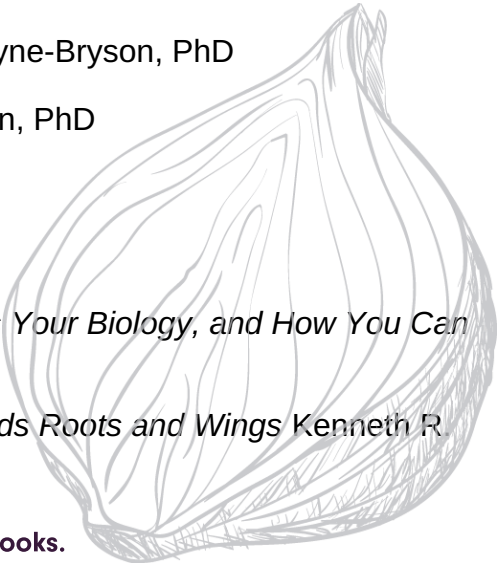 yne-Bryson, PhD
n, PhD
Your Biology, and How You Can
ds Roots and Wings Kenneth R.
ooks.